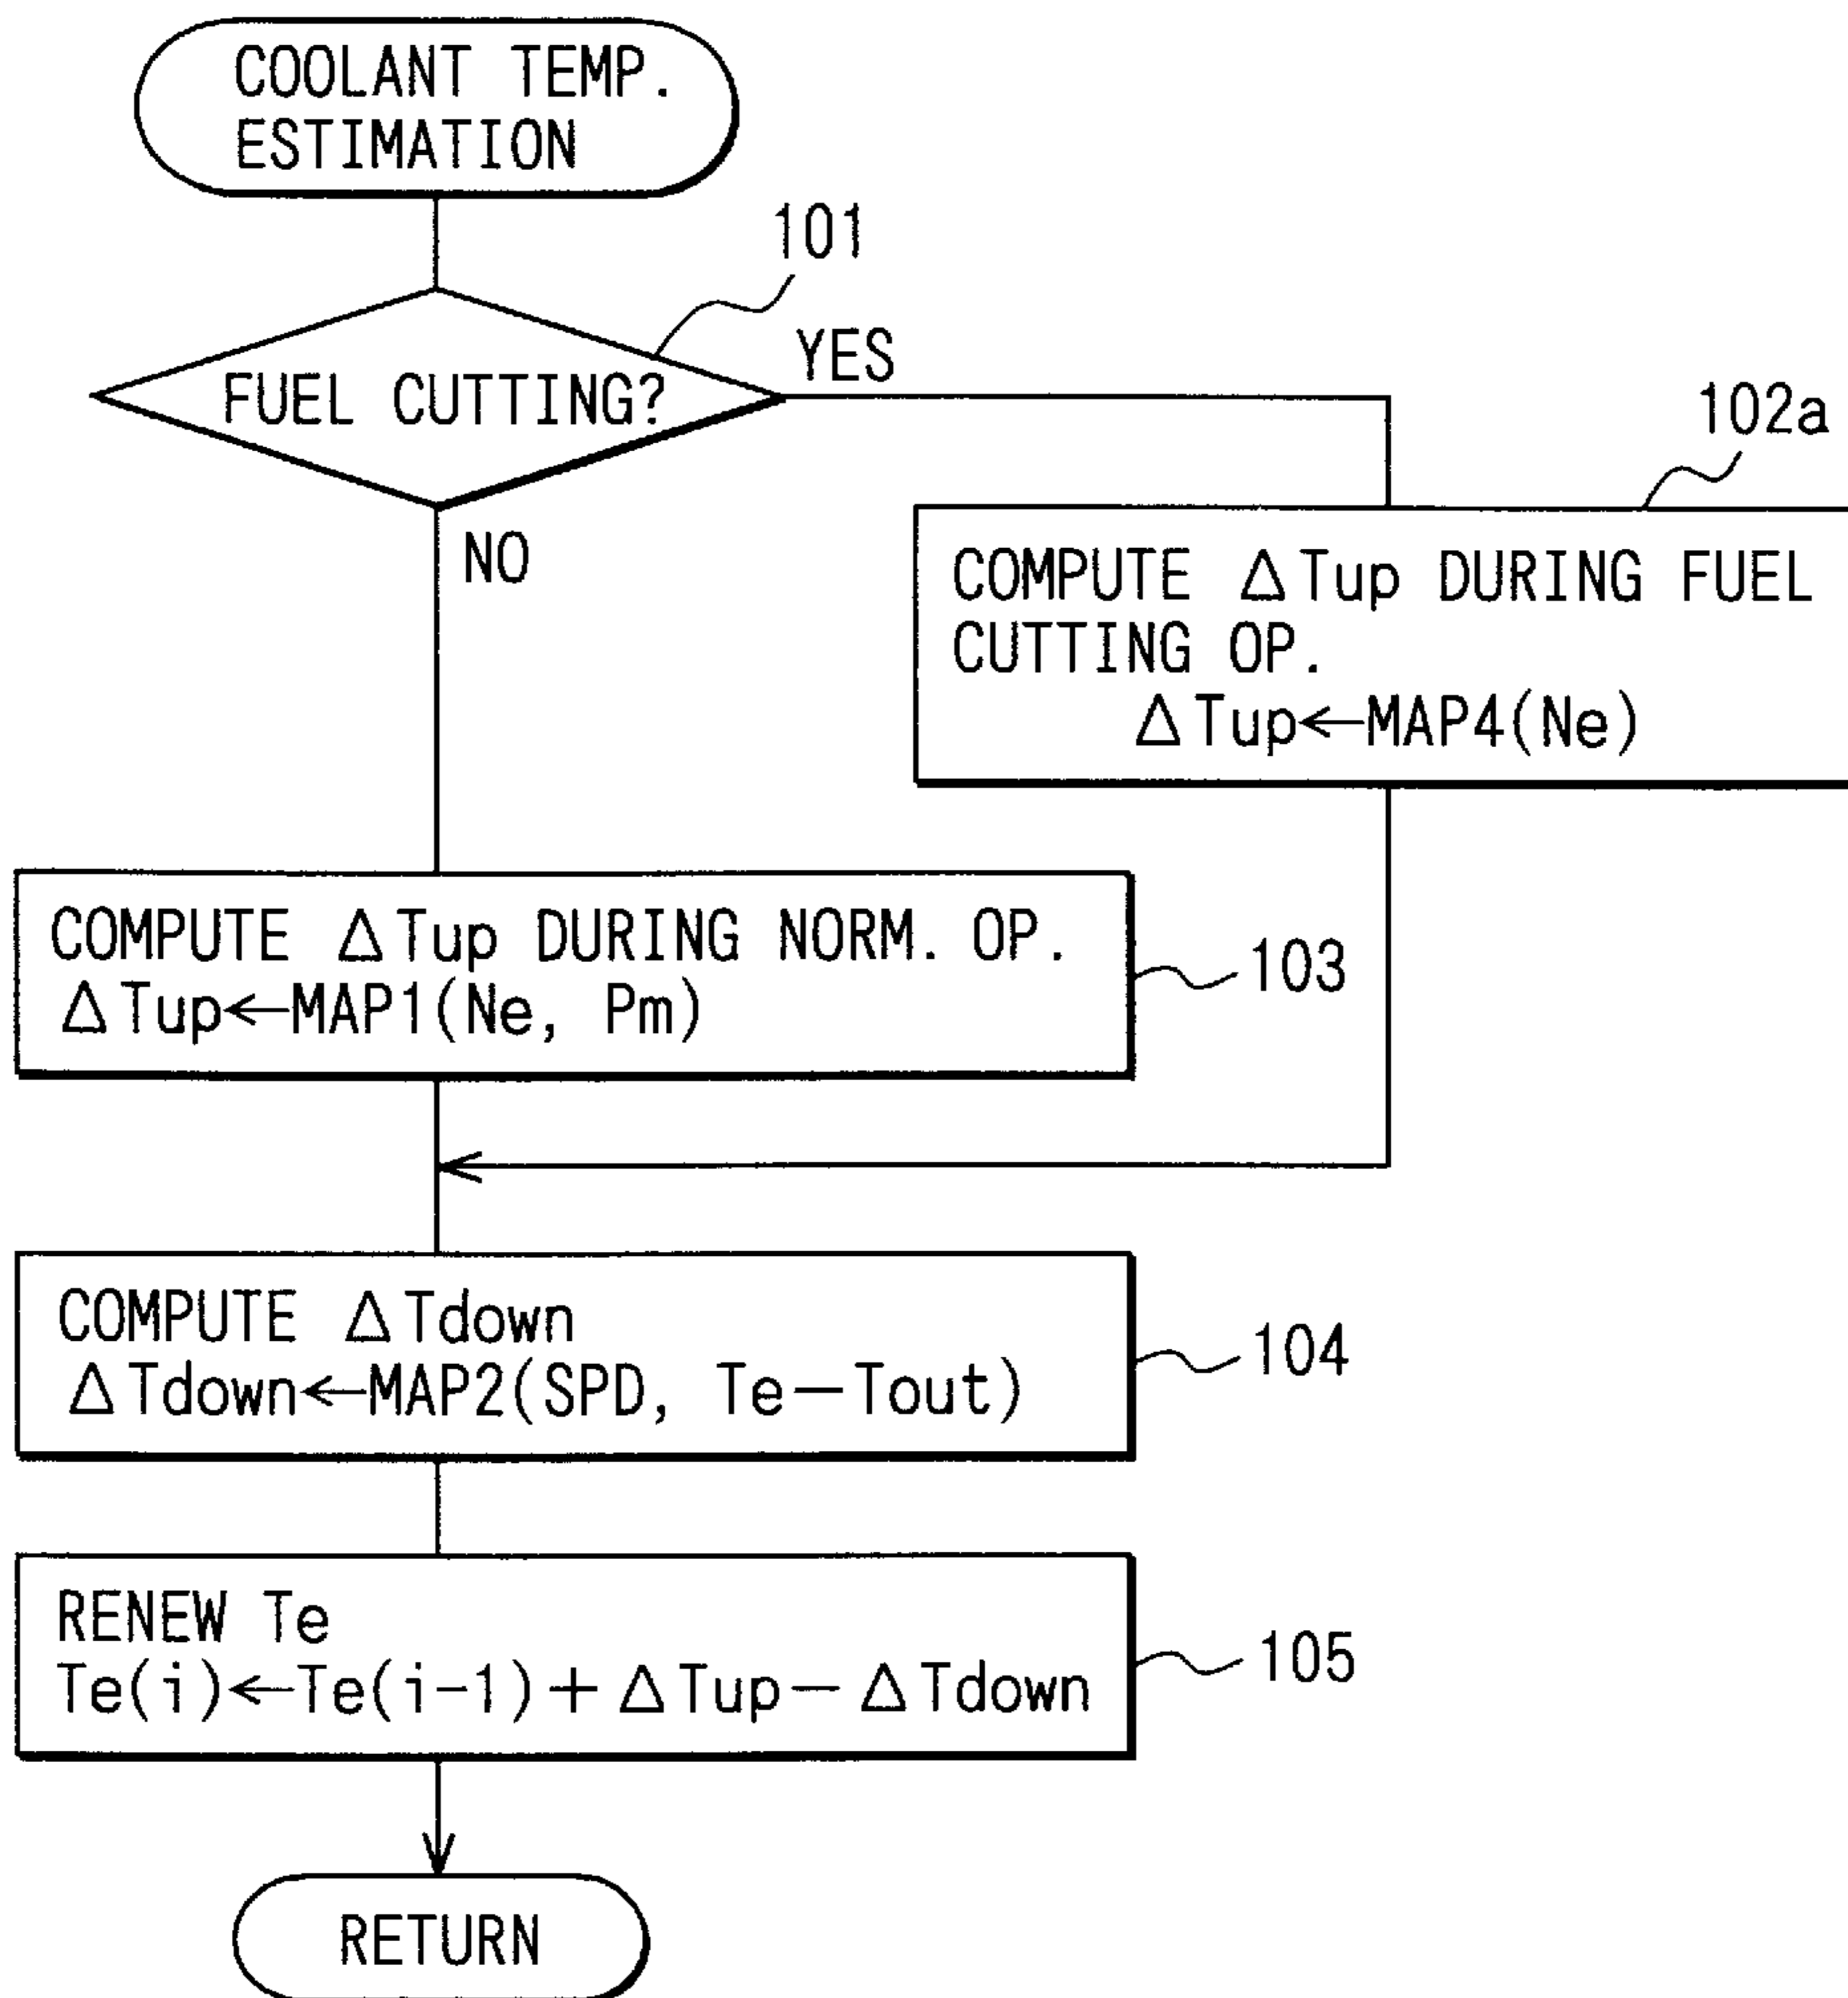 COOLANT TEMP.
ESTIMATION
101
FUEL CUTTING?
YES
NO
102a
COMPUTE ΔTup DURING FUEL
CUTTING OP.
ΔTup←MAP4(Ne)
COMPUTE ΔTup DURING NORM. OP.
ΔTup←MAP1(Ne, Pm)
103
COMPUTE ΔTdown
ΔTdown←MAP2(SPD, Te−Tout)
104
RENEW Te
Te(i)←Te(i-1)+ΔTup−ΔTdown
105
RETURN